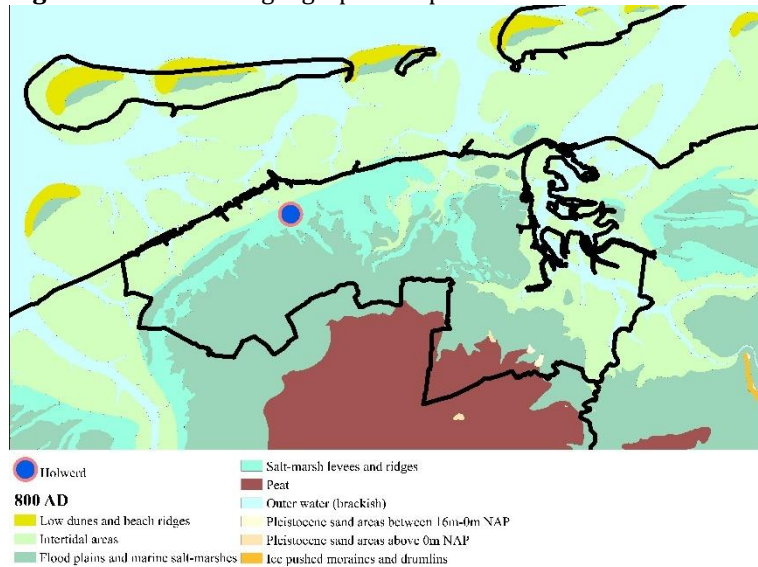 Holwerd
800 AD
Low dunes and beach ridges
Intertidal areas
Flood plains and marine salt-marshes
Salt-marsh levees and ridges
Peat
Outer water (brackish)
Pleistocene sand areas between 16m-0m NAP
Pleistocene sand areas above 0m NAP
Ice pushed moraines and drumlins